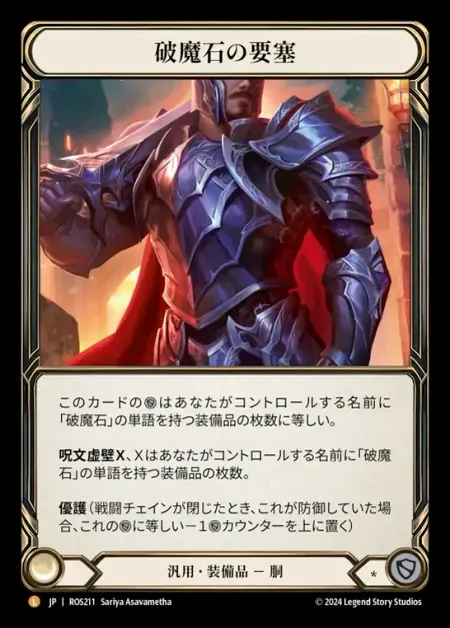 破魔石の要塞
このカードのはあなたがコントロールする名前に
「破魔石」の単語を持つ装備品の枚数に等しい。
呪文虚壁X、Xはあなたがコントロールする名前に「破魔
石」の単語を持つ装備品の枚数。
優護(戦闘チェインが閉じたとき、これが防御していた場
合、これのに等しい－1カウンターを上に置く)
汎用・装備品 － 胴
*
L JP | ROS211 Sariya Asavametha
© 2024 Legend Story Studios